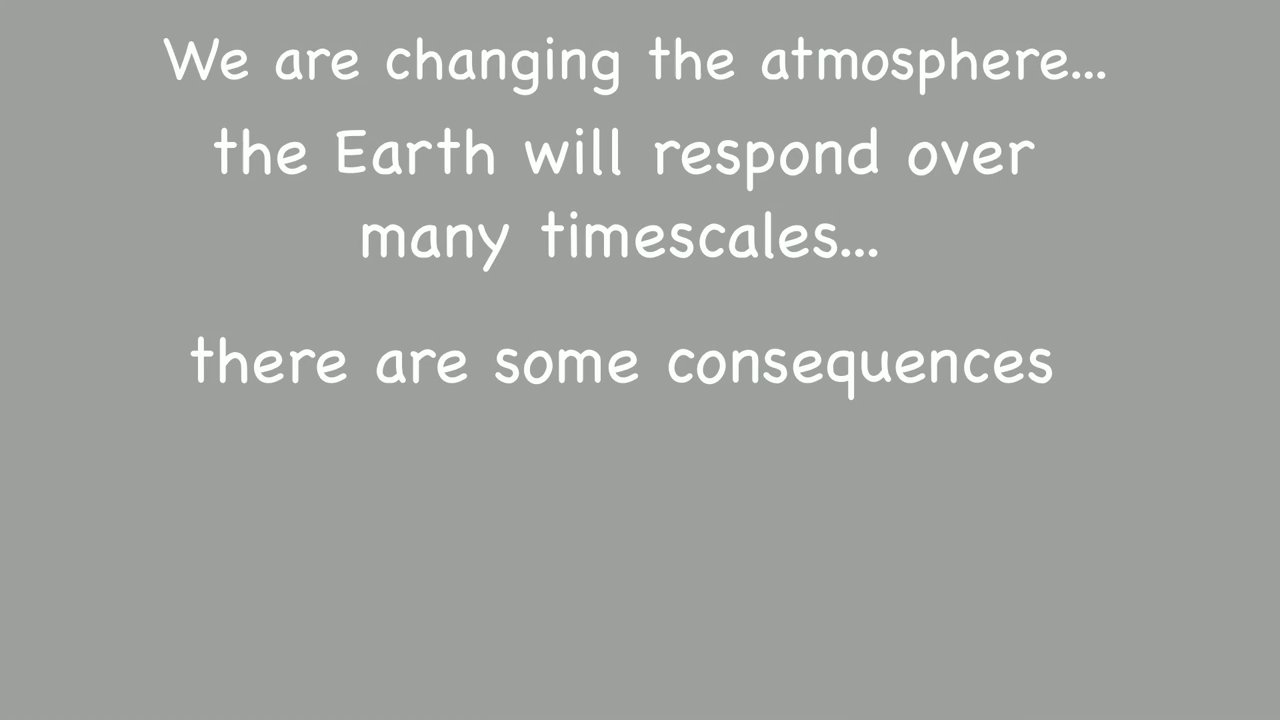 We are changing the atmosphere...
the Earth will respond over
many timescales...
there are some consequences